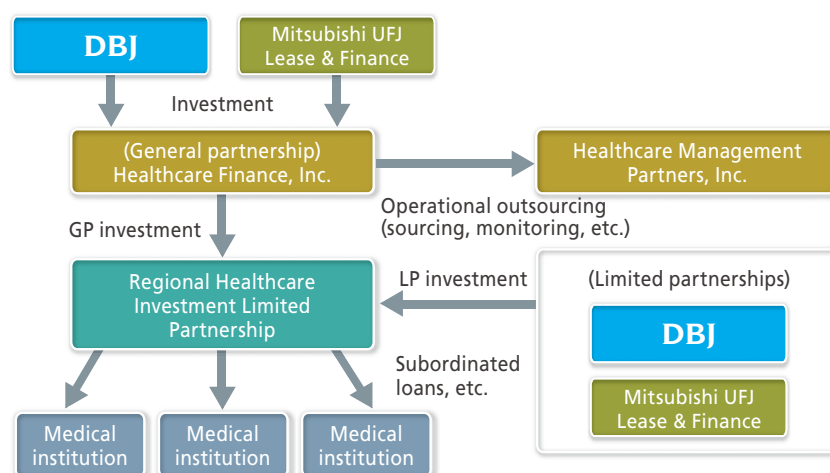 DBJ
Mitsubishi UFJ
Lease & Finance
Investment
(General partnership)
Healthcare Finance, Inc.
Healthcare Management
Partners, Inc.
Operational outsourcing
(sourcing, monitoring, etc.)
GP investment
Regional Healthcare
Investment Limited
Partnership
LP investment
(Limited partnerships)
DBJ
Mitsubishi UFJ
Lease & Finance
Subordinated
loans, etc.
Medical
institution
Medical
institution
Medical
institution